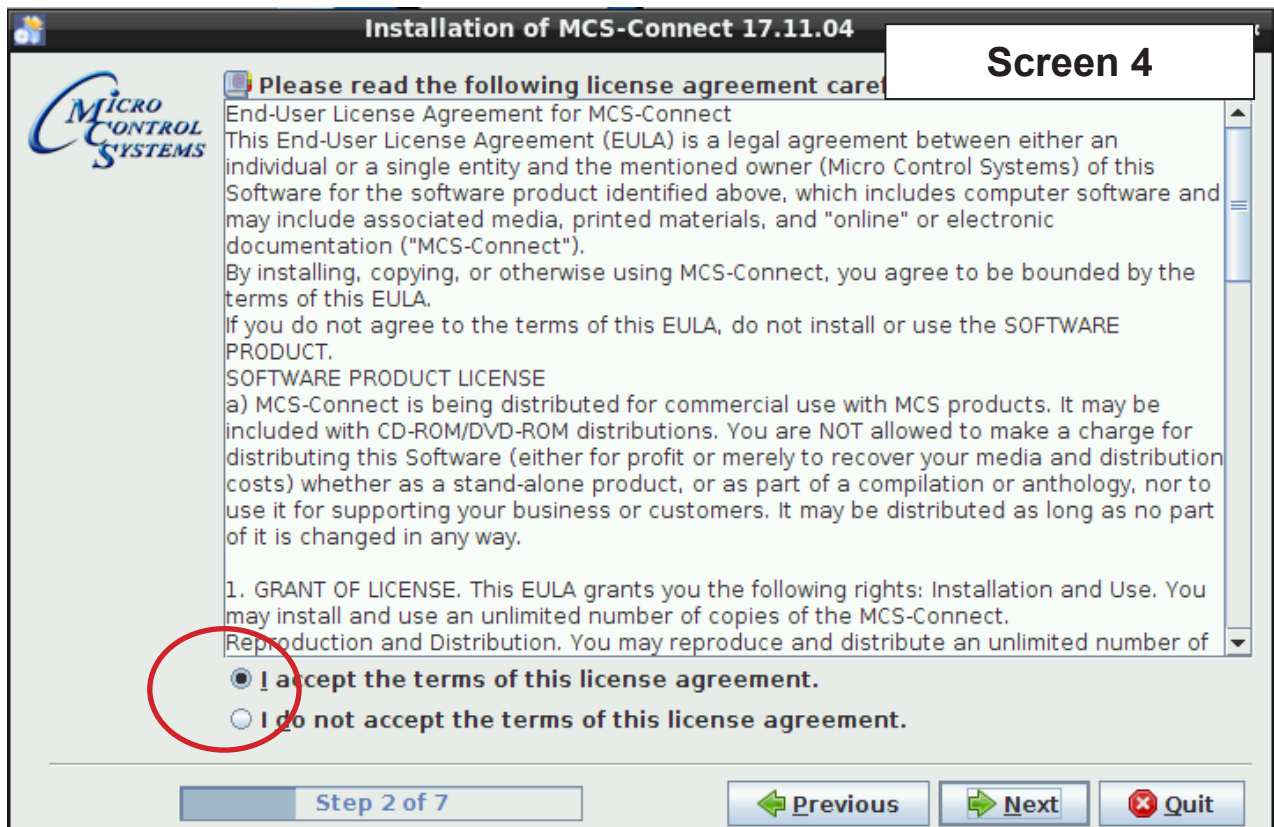 Installation of MCS-Connect 17.11.04
Screen 4
MICRO
CONTROL
SYSTEMS
Please read the following license agreement caref
End-User License Agreement for MCS-Connect
This End-User License Agreement (EULA) is a legal agreement between either an
individual or a single entity and the mentioned owner (Micro Control Systems) of this
Software for the software product identified above, which includes computer software and
may include associated media, printed materials, and "online" or electronic
documentation ("MCS-Connect").
By installing, copying, or otherwise using MCS-Connect, you agree to be bounded by the
terms of this EULA.
If you do not agree to the terms of this EULA, do not install or use the SOFTWARE
PRODUCT.
SOFTWARE PRODUCT LICENSE
a) MCS-Connect is being distributed for commercial use with MCS products. It may be
included with CD-ROM/DVD-ROM distributions. You are NOT allowed to make a charge for
distributing this Software (either for profit or merely to recover your media and distribution
costs) whether as a stand-alone product, or as part of a compilation or anthology, nor to
use it for supporting your business or customers. It may be distributed as long as no part
of it is changed in any way.
1. GRANT OF LICENSE. This EULA grants you the following rights: Installation and Use. You
may install and use an unlimited number of copies of the MCS-Connect.
Reproduction and Distribution. You may reproduce and distribute an unlimited number of
I accept the terms of this license agreement.
I do not accept the terms of this license agreement.
Step 2 of 7
Previous
Next
Quit